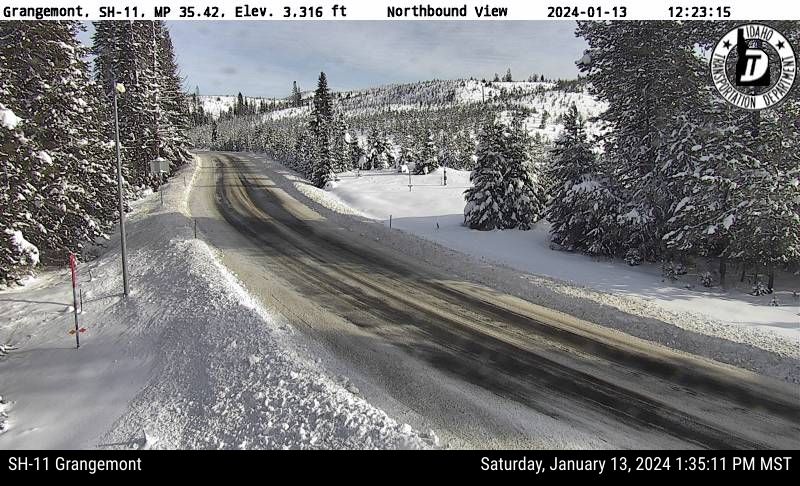 Grangemont, SH-11, MP 35.42, Elev. 3,316 ft Northbound View 2024-01-13 12:23:15
IDAHO
TRANSPORTATION DEPARTMENT
SH-11 Grangemont Saturday, January 13, 2024 1:35:11 PM MST